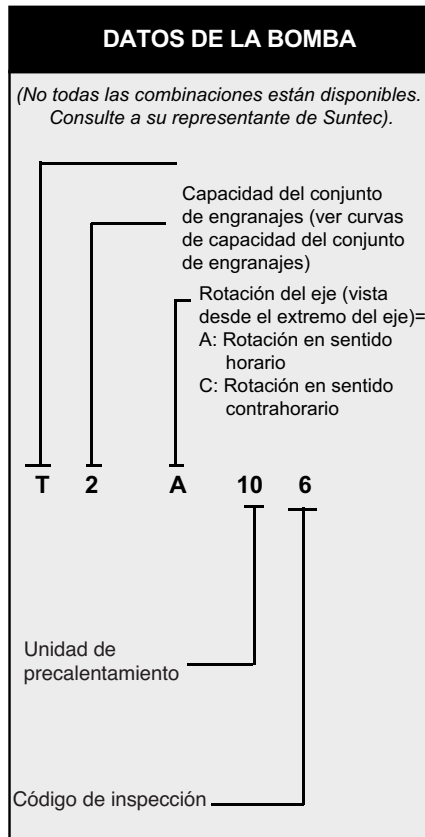 DATOS DE LA BOMBA
(No todas las combinaciones están disponibles.
Consulte a su representante de Suntec).
Capacidad del conjunto
de engranajes (ver curvas
de capacidad del conjunto
de engranajes)
Rotación del eje (vista
desde el extremo del eje)=
A: Rotación en sentido
horario
C: Rotación en sentido
contrahorario
T 2 A 10 6
Unidad de
precalentamiento
Código de inspección